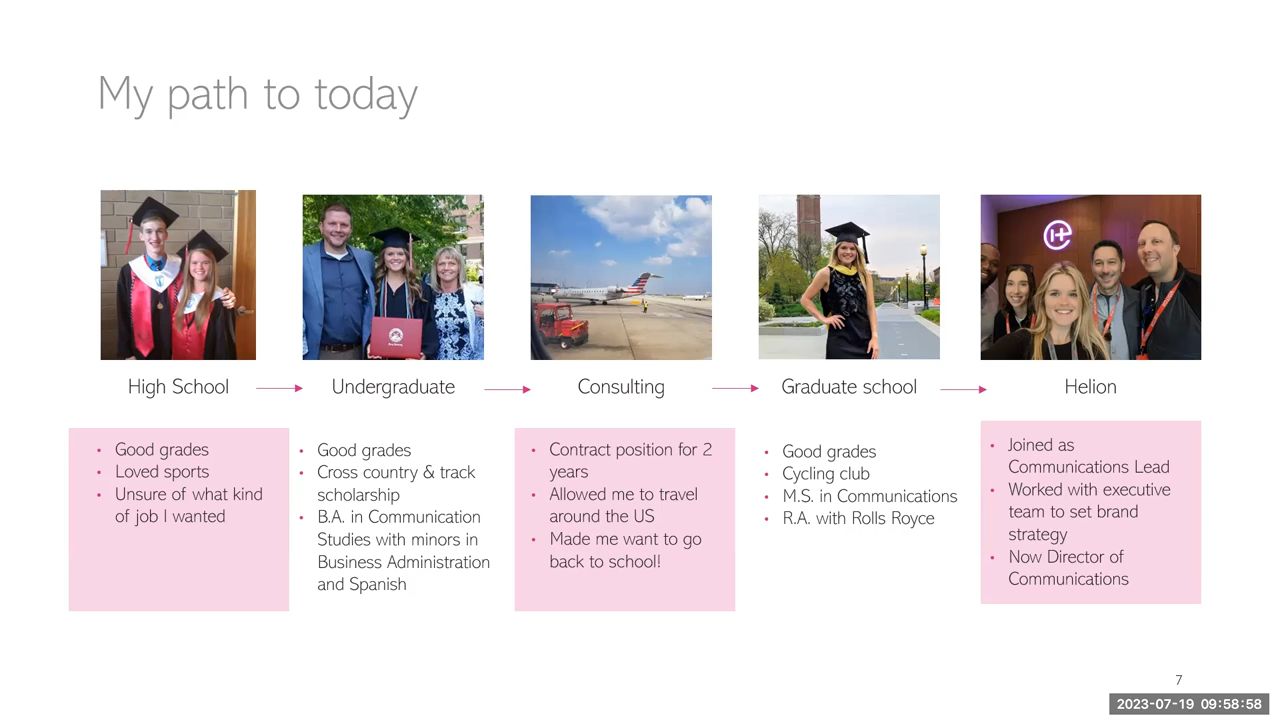 My path to today
High School
Undergraduate
Consulting
Graduate school
Helion
Good grades
Loved sports
Unsure of what kind
of job I wanted
Good grades
Cross country & track
scholarship
B.A. in Communication
Studies with minors in
Business Administration
and Spanish
Contract position for 2
years
Allowed me to travel
around the US
Made me want to go
back to school!
Good grades
Cycling club
M.S. in Communications
R.A. with Rolls Royce
Joined as
Communications Lead
Worked with executive
team to set brand
strategy
Now Director of
Communications
7
2023-07-19 09:58:58